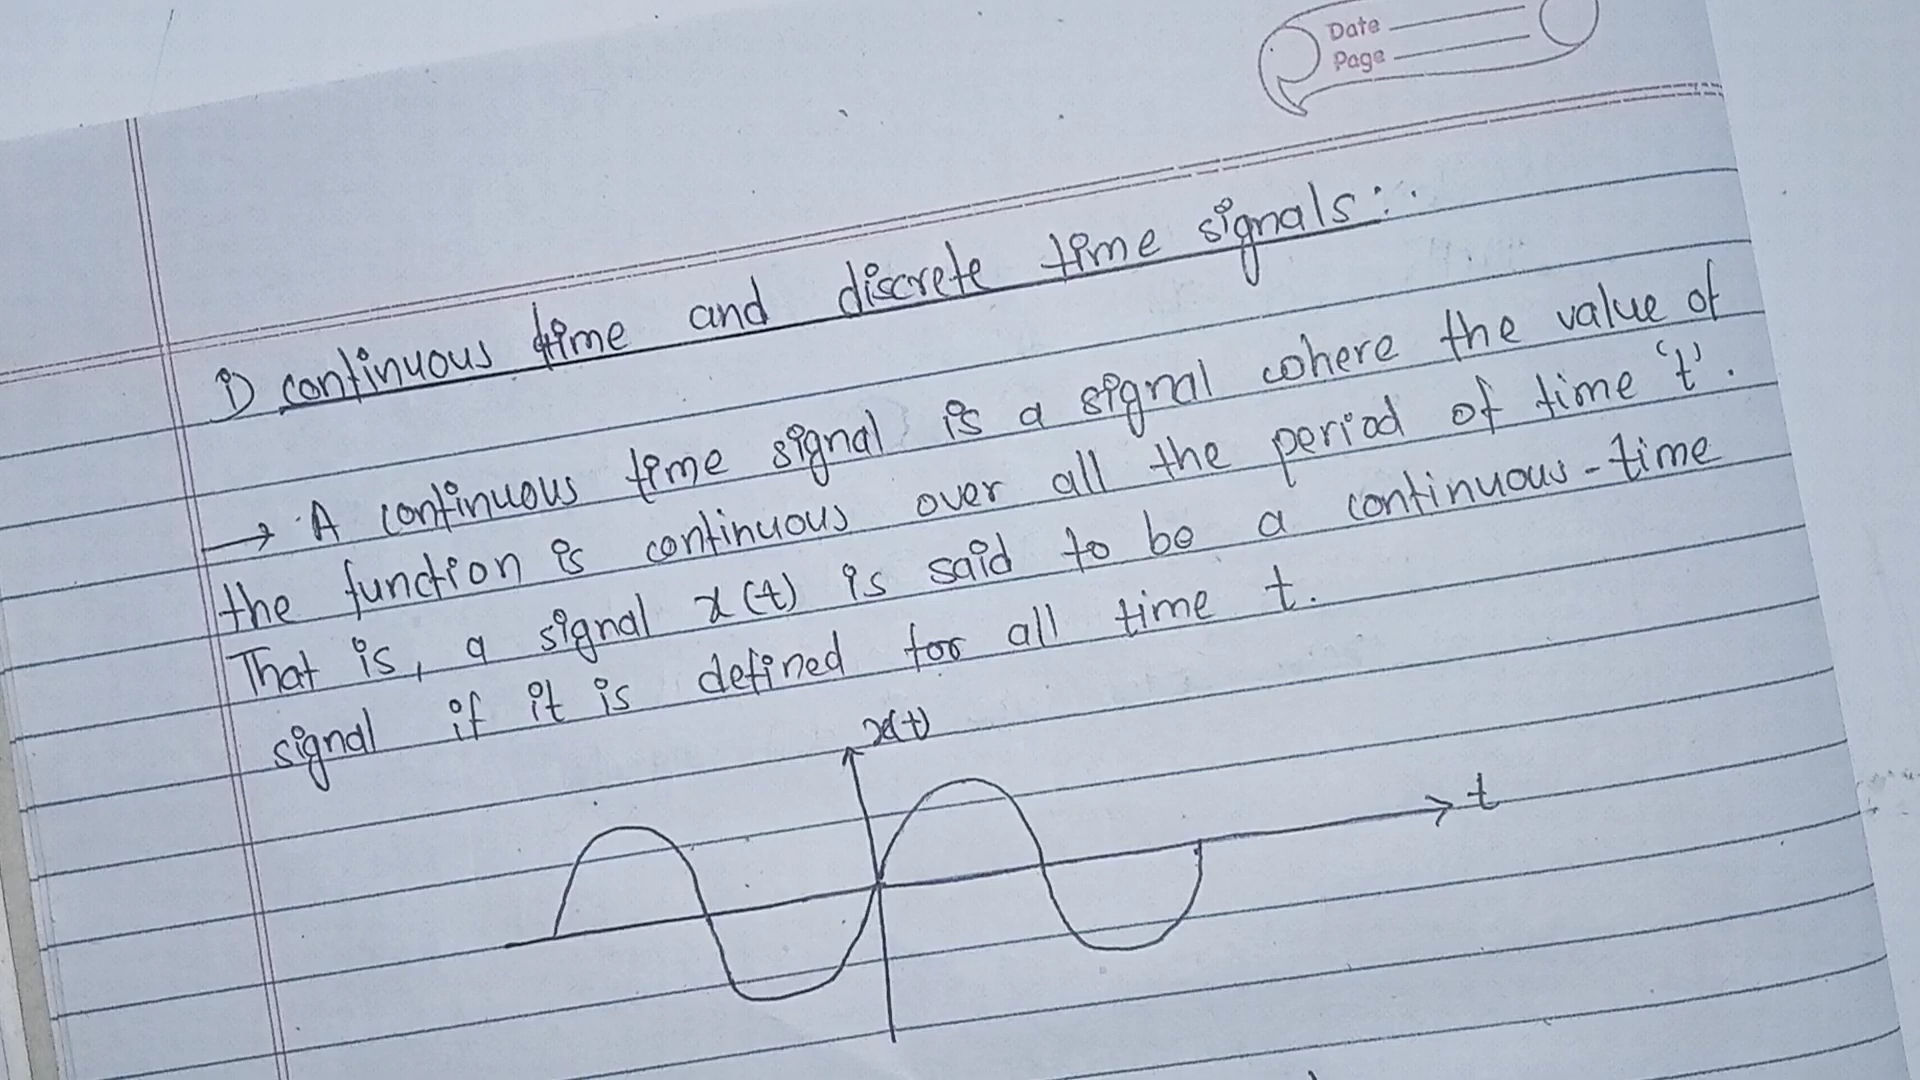 Date
Page
i) continuous time and discrete time signals:.
→ A continuous time signal is a signal where the value of
the function is continuous over all the period of time 't'.
That is, a signal x(t) is said to be a continuous-time
signal if it is defined for all time t.
x(t)
t